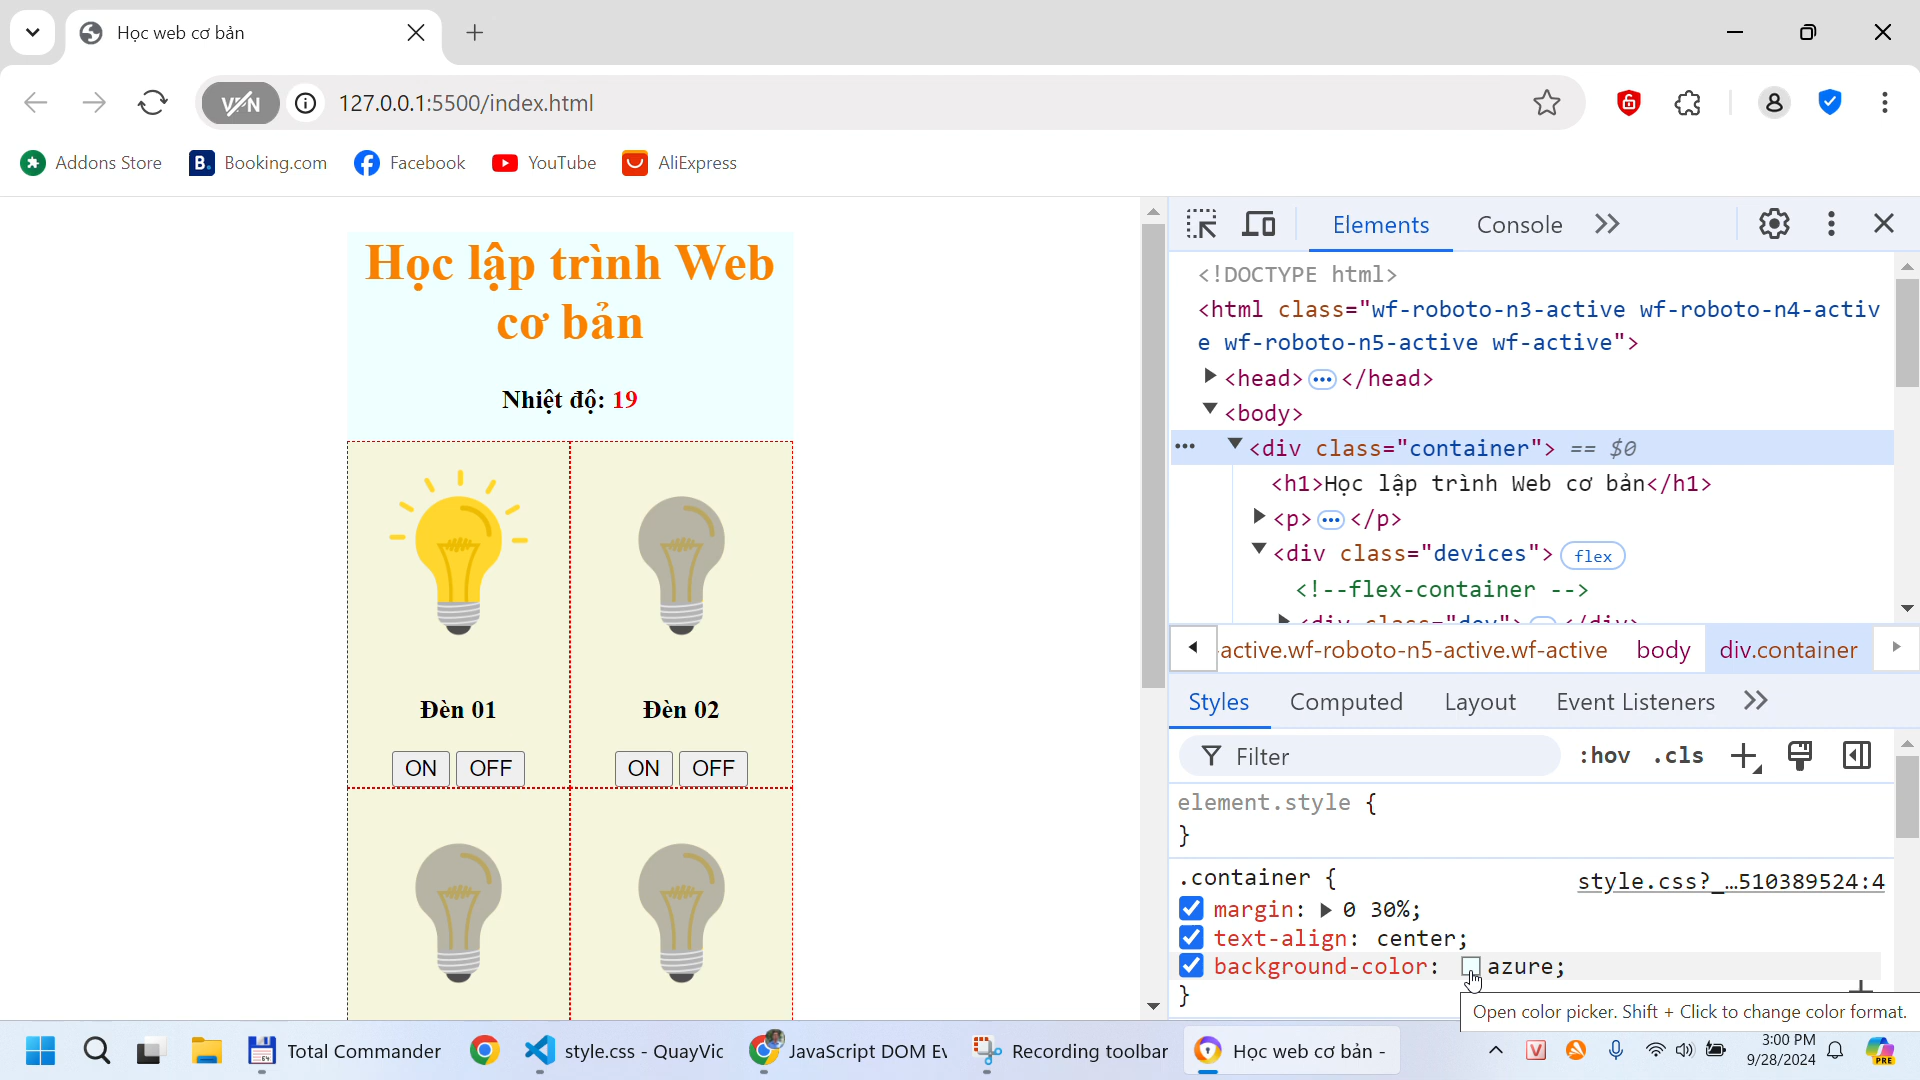 Học web cơ bản
VPN
127.0.0.1:5500/index.html
Addons Store
B.
Booking.com
Facebook
YouTube
AliExpress
Học lập trình Web
cơ bản
Nhiệt độ: 19
Đèn 01
Đèn 02
ON
OFF
ON
OFF
Elements
Console
<!DOCTYPE html>
<html class="wf-roboto-n3-active wf-roboto-n4-activ
e wf-roboto-n5-active wf-active">
<head> ••• </head>
<body>
••• <div class="container"> == $0
<h1>Học lập trình Web cơ bản</h1>
<p> ••• </p>
<div class="devices"> flex
<!--flex-container -->
-active.wf-roboto-n5-active.wf-active
body
div.container
Styles
Computed
Layout
Event Listeners
Filter
:hov
.cls
element.style {
}
.container {
style.css?_…510389524:4
margin: 0 30%;
text-align: center;
background-color: azure;
}
Open color picker. Shift + Click to change color format.
64
Total Commander
style.css - QuayVic
JavaScript DOM Ev
Recording toolbar
Học web cơ bản -
V
3:00 PM
9/28/2024
PRE